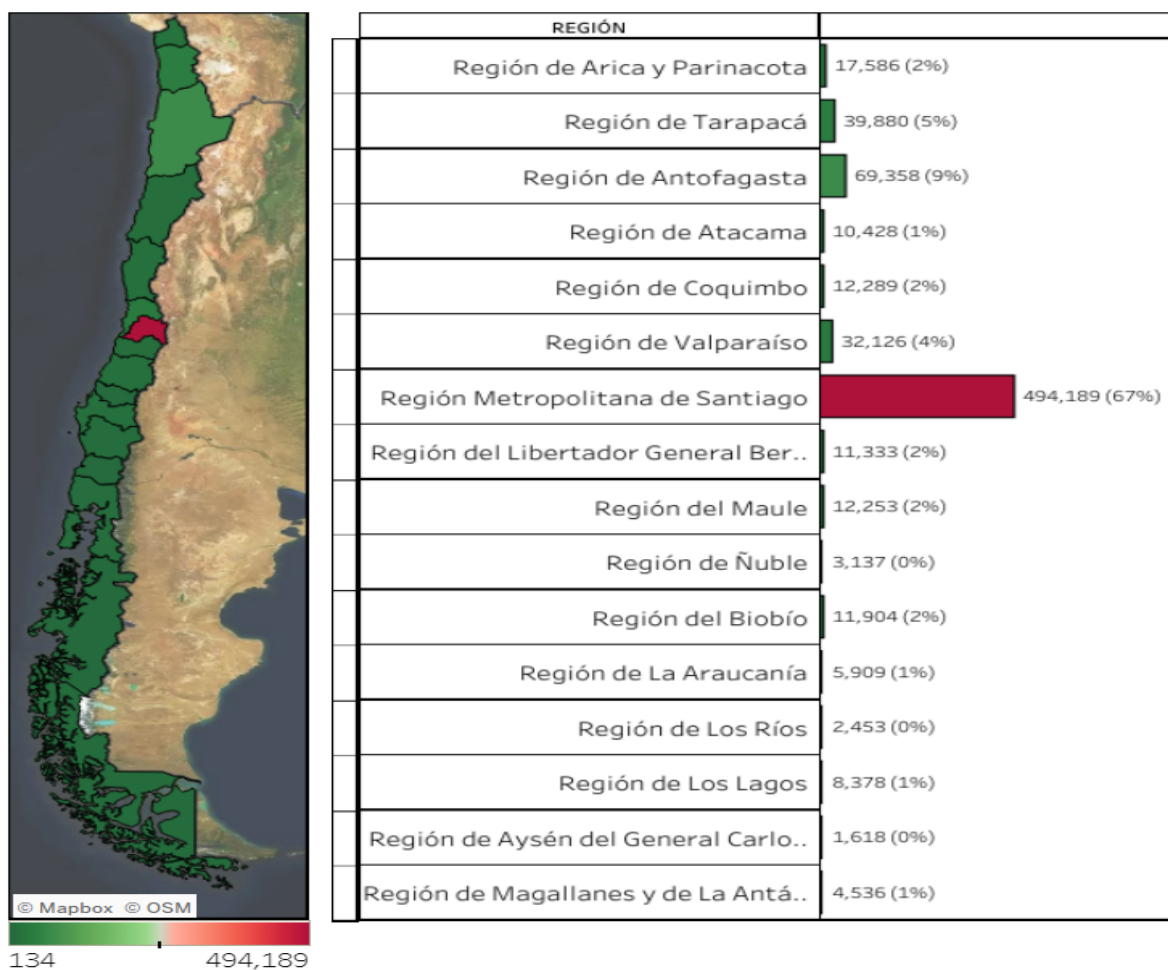 REGIÓN
Región de Arica y Parinacota 17,586 (2%)
Región de Tarapacá 39,880 (5%)
Región de Antofagasta 69,358 (9%)
Región de Atacama 10,428 (1%)
Región de Coquimbo 12,289 (2%)
Región de Valparaíso 32,126 (4%)
Región Metropolitana de Santiago 494,189 (67%)
Región del Libertador General Ber.. 11,333 (2%)
Región del Maule 12,253 (2%)
Región de Ñuble 3,137 (0%)
Región del Biobío 11,904 (2%)
Región de La Araucanía 5,909 (1%)
Región de Los Ríos 2,453 (0%)
Región de Los Lagos 8,378 (1%)
Región de Aysén del General Carlo.. 1,618 (0%)
Región de Magallanes y de La Antá.. 4,536 (1%)
© Mapbox © OSM
134 494,189